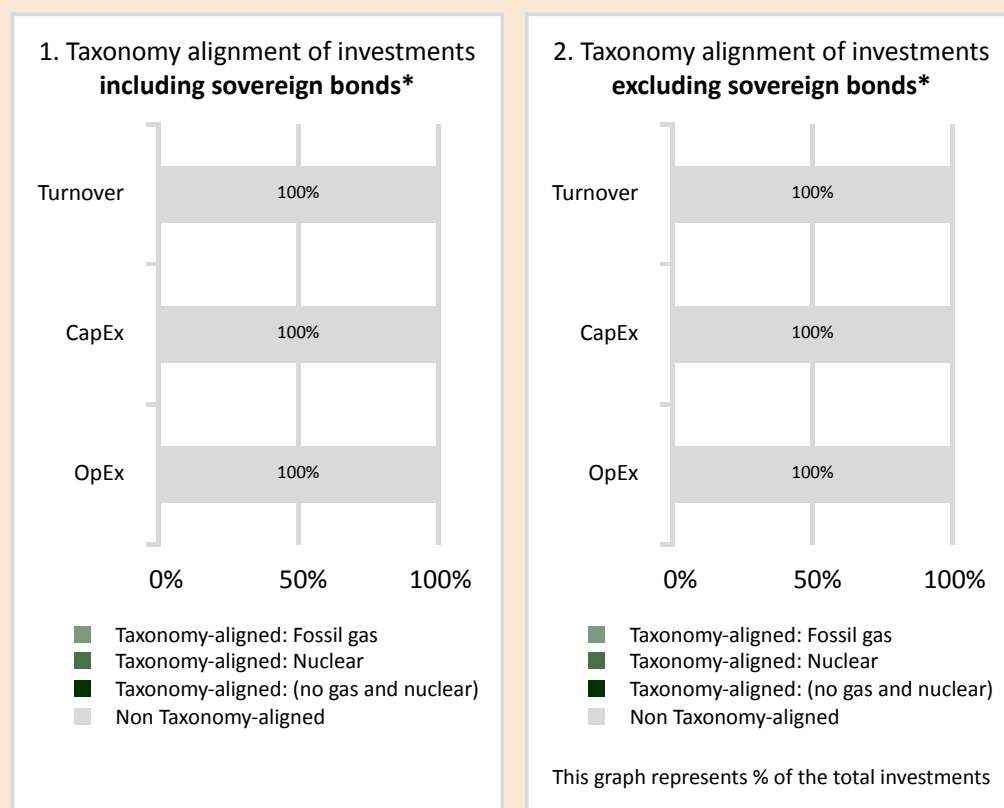 1. Taxonomy alignment of investments
including sovereign bonds*
Turnover
100%
CapEx
100%
OpEx
100%
0%
50%
100%
Taxonomy-aligned: Fossil gas
Taxonomy-aligned: Nuclear
Taxonomy-aligned: (no gas and nuclear)
Non Taxonomy-aligned
2. Taxonomy alignment of investments
excluding sovereign bonds*
Turnover
100%
CapEx
100%
OpEx
100%
0%
50%
100%
Taxonomy-aligned: Fossil gas
Taxonomy-aligned: Nuclear
Taxonomy-aligned: (no gas and nuclear)
Non Taxonomy-aligned
This graph represents % of the total investments